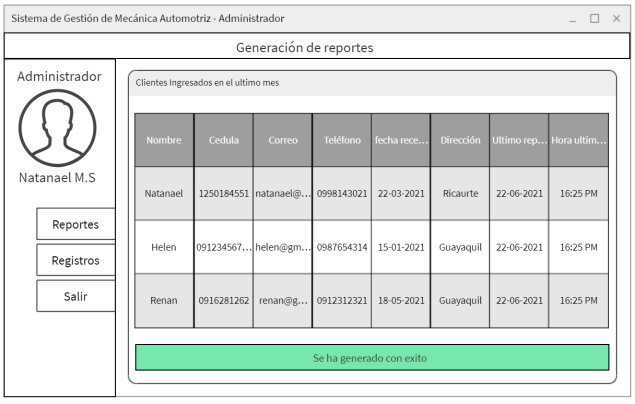 Sistema de Gestión de Mecánica Automotriz - Administrador
Generación de reportes
Administrador
Natanael M.S
Reportes
Registros
Salir
Clientes Ingresados en el ultimo mes
Nombre Cedula Correo Teléfono fecha rece... Dirección Ultimo rep... Hora ultim...
Natanael 1250184551 natanael@... 0998143021 22-03-2021 Ricaurte 22-06-2021 16:25 PM
Helen 091234567... helen@gm... 0987654314 15-01-2021 Guayaquil 22-06-2021 16:25 PM
Renan 0916281262 renan@g... 0912312321 18-05-2021 Guayaquil 22-06-2021 16:25 PM
Se ha generado con exito